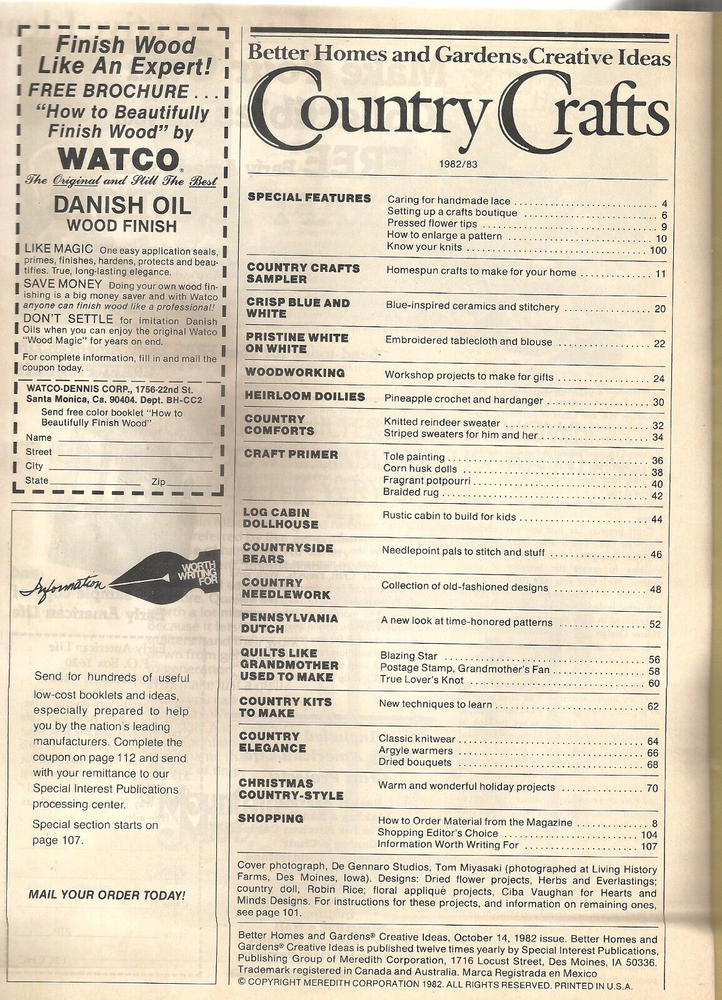 Finish Wood
Like An Expert!
FREE BROCHURE . . .
"How to Beautifully
Finish Wood" by
WATCO®
The Original and Still The Best
DANISH OIL
WOOD FINISH
LIKE MAGIC One easy application seals,
primes, finishes, hardens, protects and beau-
tifies. True, long-lasting elegance.
SAVE MONEY Doing your own wood fin-
ishing is a big money saver and with Watco
anyone can finish wood like a professional!
DON'T SETTLE for imitation Danish
Oils when you can enjoy the original Watco
"Wood Magic" for years on end.
For complete information, fill in and mail the
coupon today.
WATCO-DENNIS CORP., 1756-22nd St.
Santa Monica, Ca. 90404. Dept. BH-CC2
Send free color booklet "How to
Beautifully Finish Wood"
Name
Street
City
State Zip
Information
WORTH
WRITING
FOR
Send for hundreds of useful
low-cost booklets and ideas,
especially prepared to help
you by the nation's leading
manufacturers. Complete the
coupon on page 112 and send
with your remittance to our
Special Interest Publications
processing center.
Special section starts on
page 107.
MAIL YOUR ORDER TODAY!
Better Homes and Gardens® Creative Ideas
Country Crafts
1982/83
SPECIAL FEATURES Caring for handmade lace 4
Setting up a crafts boutique 6
Pressed flower tips 9
How to enlarge a pattern 10
Know your knits 100
COUNTRY CRAFTS Homespun crafts to make for your home 11
SAMPLER
CRISP BLUE AND Blue-inspired ceramics and stitchery 20
WHITE
PRISTINE WHITE Embroidered tablecloth and blouse 22
ON WHITE
WOODWORKING Workshop projects to make for gifts 24
HEIRLOOM DOILIES Pineapple crochet and hardanger 30
COUNTRY Knitted reindeer sweater 32
COMFORTS Striped sweaters for him and her 34
CRAFT PRIMER Tole painting 36
Corn husk dolls 38
Fragrant potpourri 40
Braided rug 42
LOG CABIN Rustic cabin to build for kids 44
DOLLHOUSE
COUNTRYSIDE Needlepoint pals to stitch and stuff 46
BEARS
COUNTRY Collection of old-fashioned designs 48
NEEDLEWORK
PENNSYLVANIA A new look at time-honored patterns 52
DUTCH
QUILTS LIKE Blazing Star 56
GRANDMOTHER Postage Stamp, Grandmother's Fan 58
USED TO MAKE True Lover's Knot 60
COUNTRY KITS New techniques to learn 62
TO MAKE
COUNTRY Classic knitwear 64
ELEGANCE Argyle warmers 66
Dried bouquets 68
CHRISTMAS Warm and wonderful holiday projects 70
COUNTRY-STYLE
SHOPPING How to Order Material from the Magazine 8
Shopping Editor's Choice 104
Information Worth Writing For 107
Cover photograph, De Gennaro Studios, Tom Miyasaki (photographed at Living History
Farms, Des Moines, Iowa). Designs: Dried flower projects, Herbs and Everlastings;
country doll, Robin Rice; floral appliqué projects, Ciba Vaughan for Hearts and
Minds Designs. For instructions for these projects, and information on remaining ones,
see page 101.
Better Homes and Gardens® Creative Ideas, October 14, 1982 issue. Better Homes and
Gardens® Creative Ideas is published twelve times yearly by Special Interest Publications,
Publishing Group of Meredith Corporation, 1716 Locust Street, Des Moines, IA 50336.
Trademark registered in Canada and Australia. Marca Registrada en Mexico
© COPYRIGHT MEREDITH CORPORATION 1982. ALL RIGHTS RESERVED. PRINTED IN U.S.A.